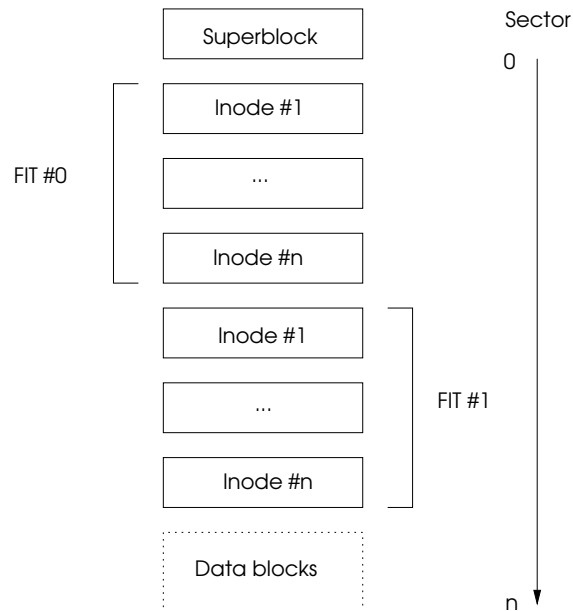 Sector
Superblock
0
Inode #1
FIT #0
...
Inode #n
Inode #1
...
FIT #1
Inode #n
Data blocks
n